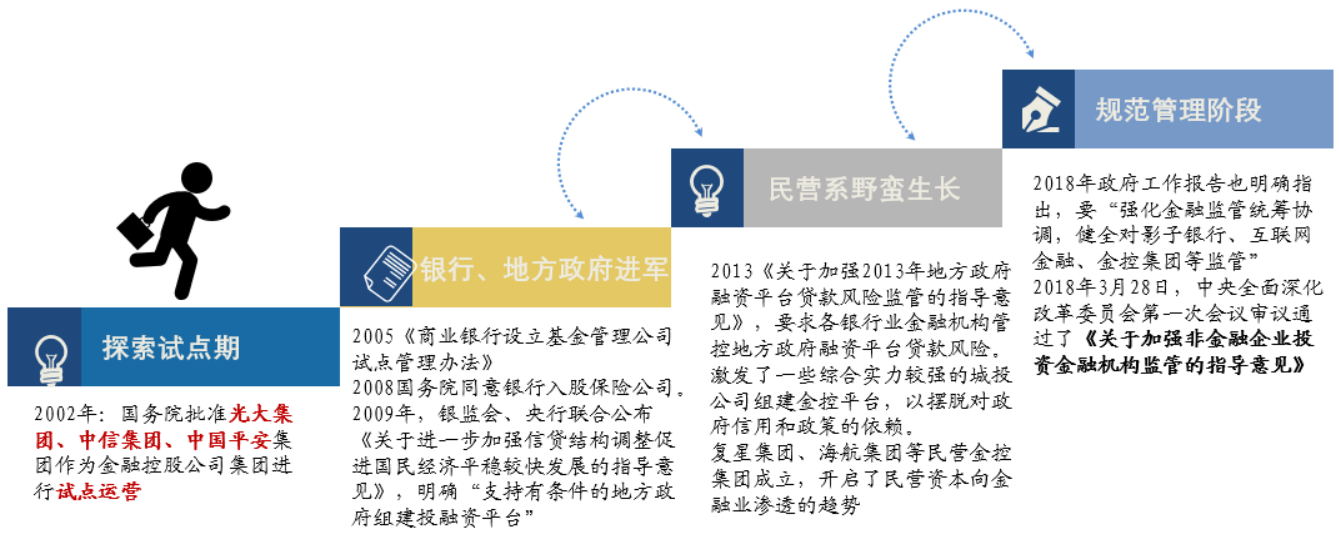 探索试点期
2002年：国务院批准光大集
团、中信集团、中国平安集
团作为金融控股公司集团进
行试点运营
银行、地方政府进军
2005《商业银行设立基金管理公司
试点管理办法》
2008国务院同意银行入股保险公司。
2009年，银监会、央行联合公布
《关于进一步加强信贷结构调整促
进国民经济平稳较快发展的指导意
见》，明确“支持有条件的地方政
府组建投融资平台”
民营系野蛮生长
2013《关于加强2013年地方政府
融资平台贷款风险监管的指导意
见》，要求各银行业金融机构管
控地方政府融资平台贷款风险。
激发了一些综合实力较强的城投
公司组建金控平台，以摆脱对政
府信用和政策的依赖。
复星集团、海航集团等民营金控
集团成立，开启了民营资本向金
融业渗透的趋势
规范管理阶段
2018年政府工作报告也明确指
出，要“强化金融监管统筹协
调，健全对影子银行、互联网
金融、金控集团等监管”
2018年3月28日，中央全面深化
改革委员会第一次会议审议通
过了《关于加强非金融企业投
资金融机构监管的指导意见》